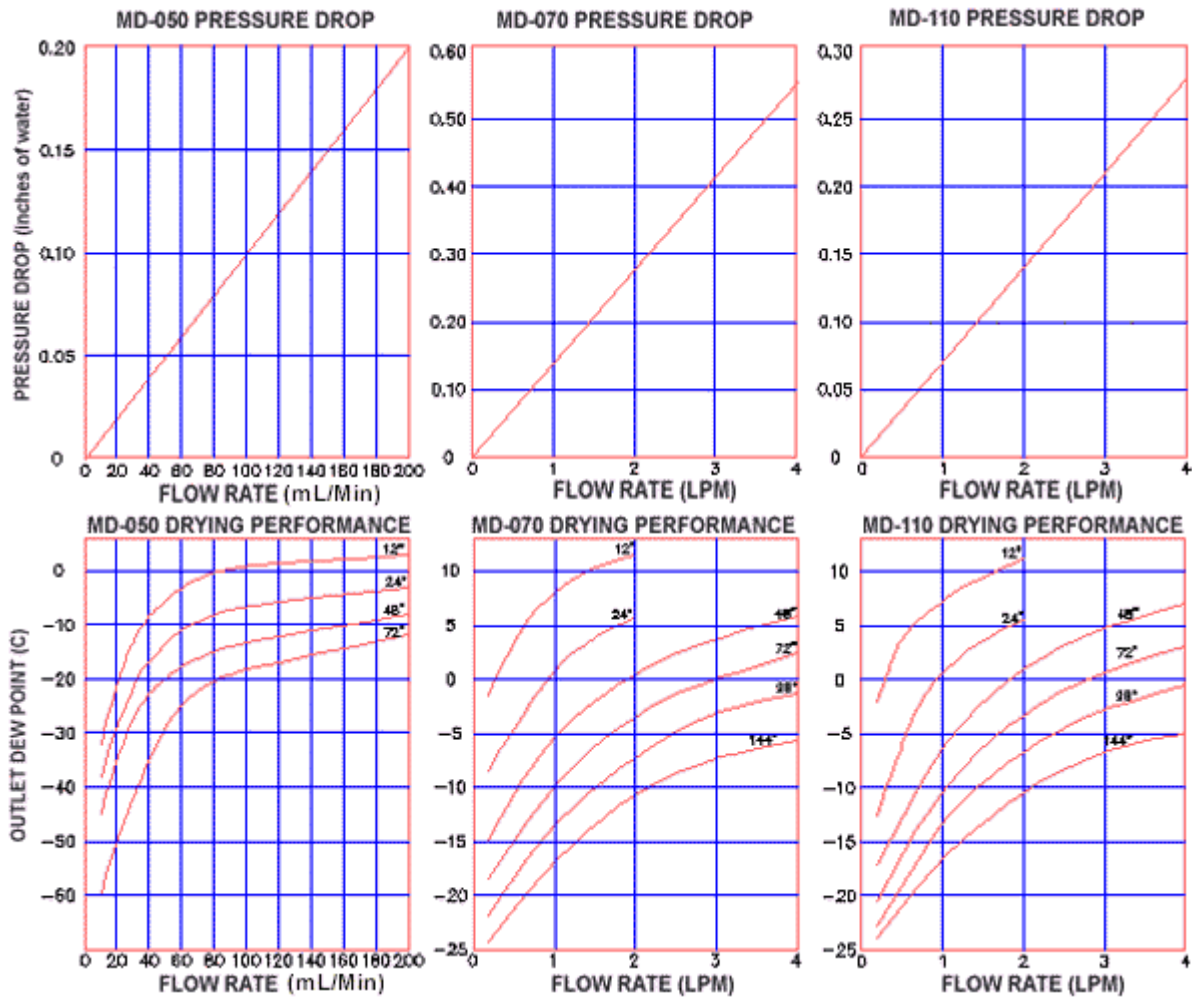 MD-050 PRESSURE DROP
MD-070 PRESSURE DROP
MD-110 PRESSURE DROP
PRESSURE DROP (inches of water)
0.20
0.15
0.10
0.05
0
0 20 40 60 80 100 120 140 160 180 200
FLOW RATE (mL/Min)
0.60
0.50
0.40
0.30
0.20
0.10
0
0 1 2 3 4
FLOW RATE (LPM)
0.30
0.25
0.20
0.15
0.10
0.05
0
0 1 2 3 4
FLOW RATE (LPM)
MD-050 DRYING PERFORMANCE
MD-070 DRYING PERFORMANCE
MD-110 DRYING PERFORMANCE
OUTLET DEW POINT (C)
0
-10
-20
-30
-40
-50
-60
12"
24"
48"
72"
0 20 40 60 80 100 120 140 160 180 200
FLOW RATE (mL/Min)
10
5
0
-5
-10
-15
-20
-25
12"
24"
48"
72"
98"
144"
0 1 2 3 4
FLOW RATE (LPM)
10
5
0
-5
-10
-15
-20
-25
12"
24"
48"
72"
98"
144"
0 1 2 3 4
FLOW RATE (LPM)